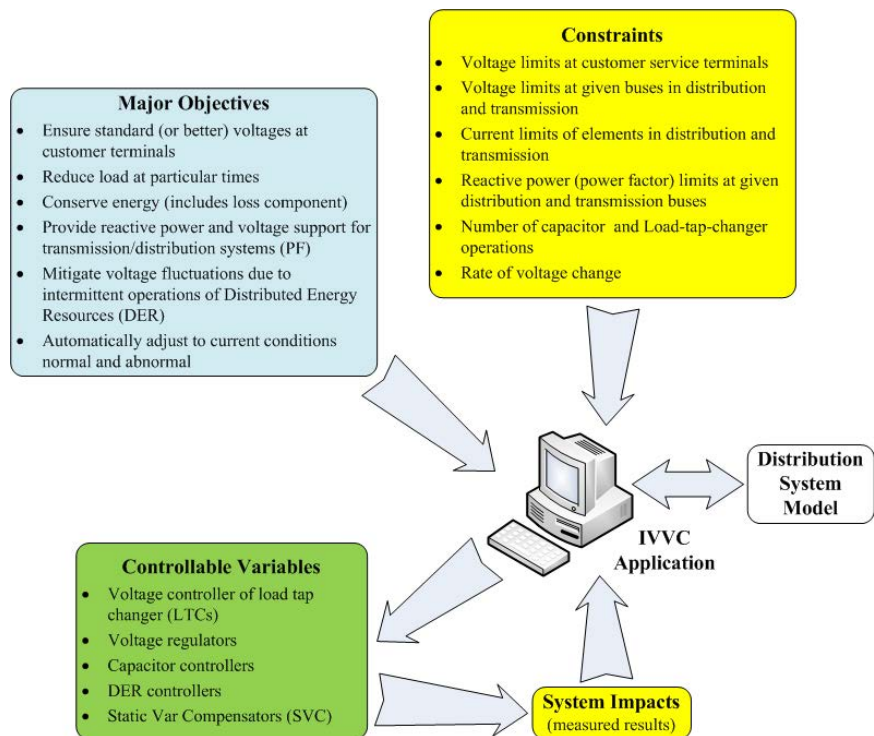 Constraints
• Voltage limits at customer service terminals
• Voltage limits at given buses in distribution
and transmission
• Current limits of elements in distribution and
transmission
• Reactive power (power factor) limits at given
distribution and transmission buses
• Number of capacitor and Load-tap-changer
operations
• Rate of voltage change
Major Objectives
• Ensure standard (or better) voltages at
customer terminals
• Reduce load at particular times
• Conserve energy (includes loss component)
• Provide reactive power and voltage support for
transmission/distribution systems (PF)
• Mitigate voltage fluctuations due to
intermittent operations of Distributed Energy
Resources (DER)
• Automatically adjust to current conditions
normal and abnormal
Distribution
System
Model
IVVC
Application
Controllable Variables
• Voltage controller of load tap
changer (LTCs)
• Voltage regulators
• Capacitor controllers
• DER controllers
• Static Var Compensators (SVC)
System Impacts
(measured results)